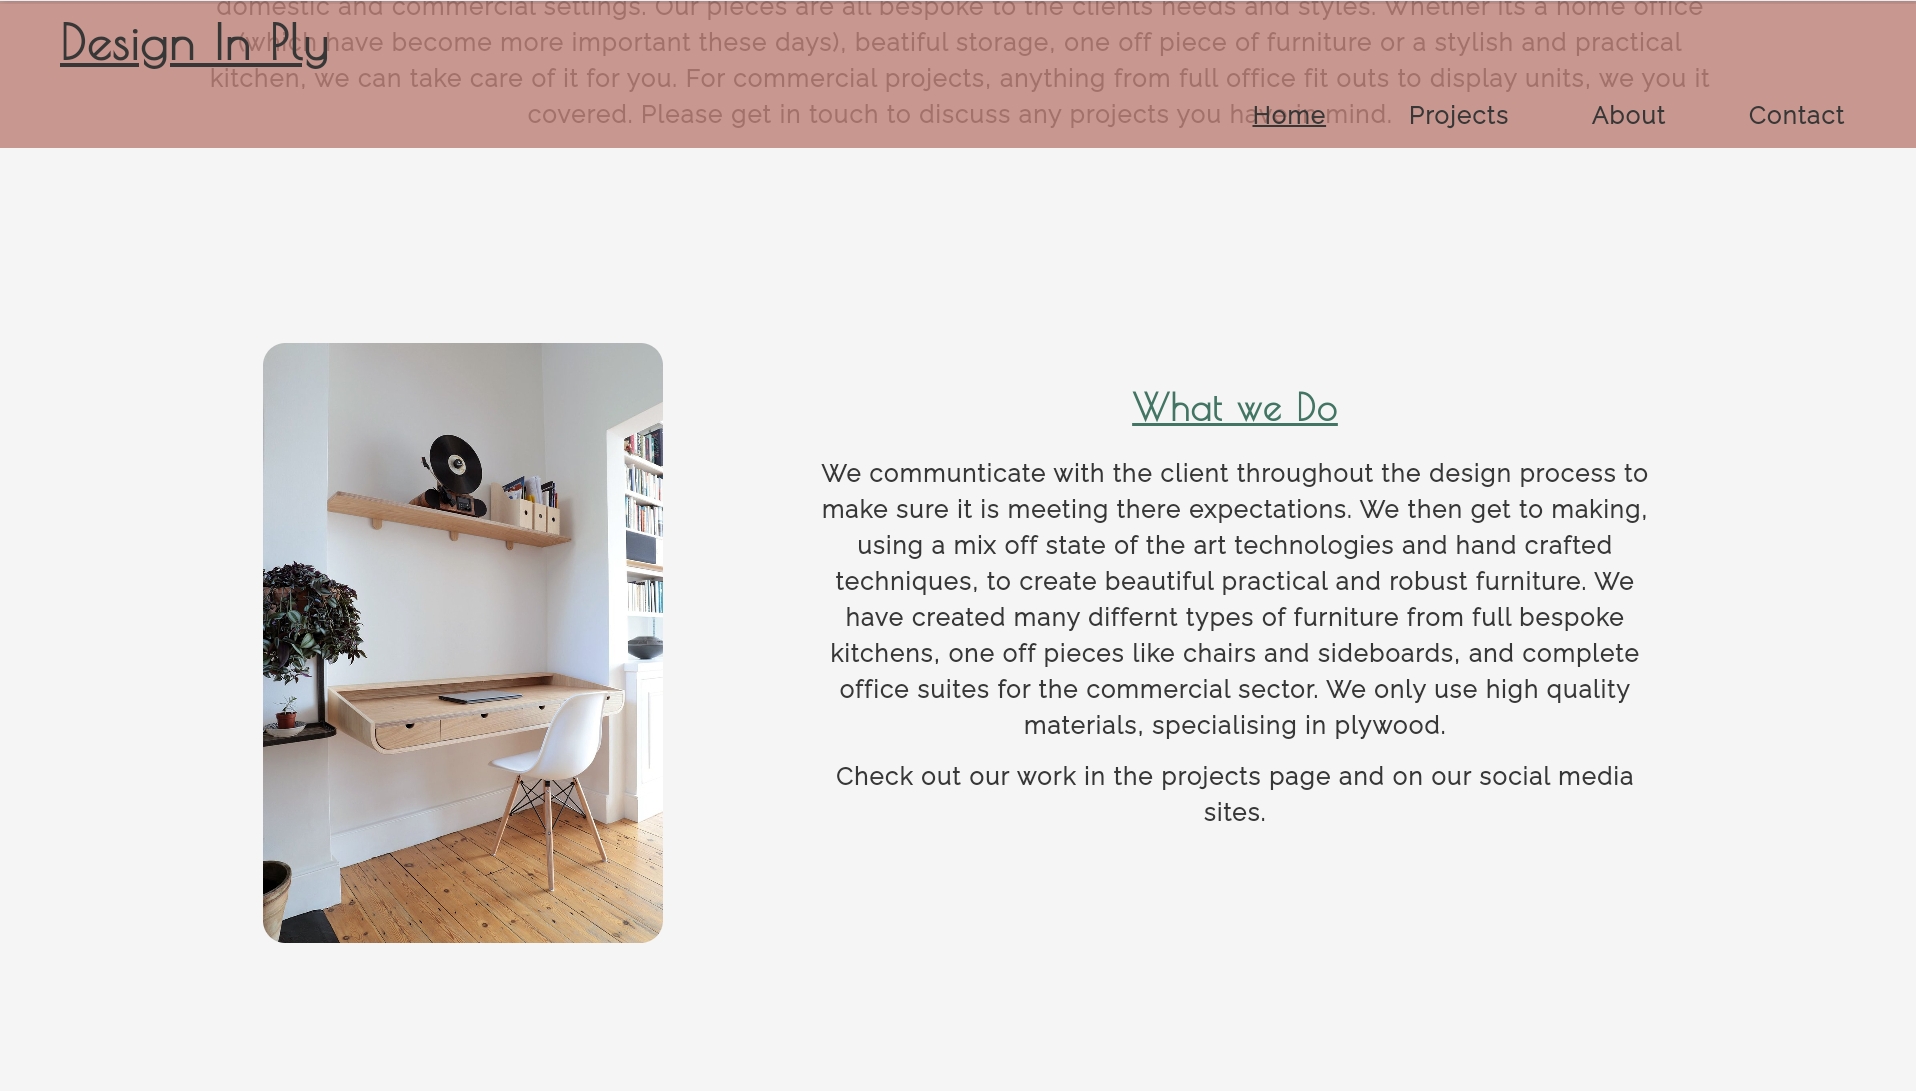 domestic and commercial settings. Our pieces are all bespoke to the clients needs and styles. Whether its a home office
Design In Ply
(which have become more important these days), beatiful storage, one off piece of furniture or a stylish and practical
kitchen, we can take care of it for you. For commercial projects, anything from full office fit outs to display units, we you it
covered. Please get in touch to discuss any projects you have in mind.
Home Projects About Contact
What we Do
We communticate with the client throughout the design process to
make sure it is meeting there expectations. We then get to making,
using a mix off state of the art technologies and hand crafted
techniques, to create beautiful practical and robust furniture. We
have created many differnt types of furniture from full bespoke
kitchens, one off pieces like chairs and sideboards, and complete
office suites for the commercial sector. We only use high quality
materials, specialising in plywood.
Check out our work in the projects page and on our social media
sites.